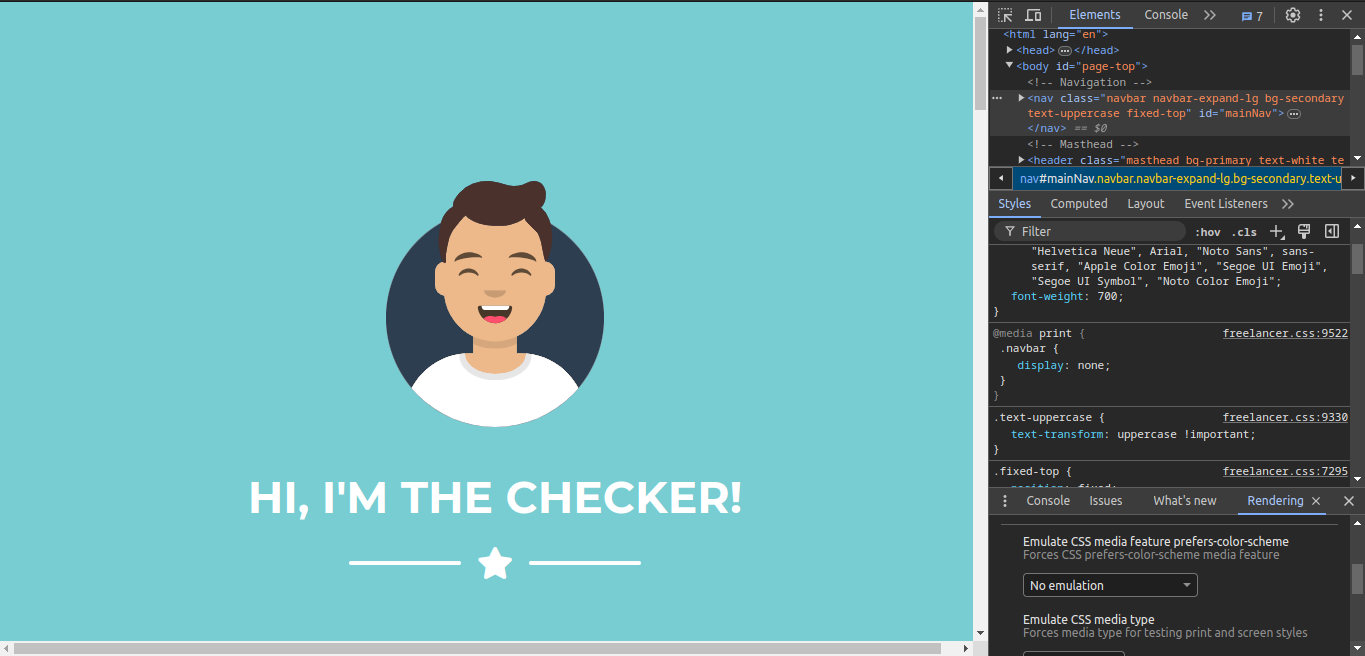 HI, I'M THE CHECKER!
Elements Console 7
<html lang="en">
<head> </head>
<body id="page-top">
<!-- Navigation -->
<nav class="navbar navbar-expand-lg bg-secondary
text-uppercase fixed-top" id="mainNav">
</nav> == $0
<!-- Masthead -->
<header class="masthead bg-primary text-white te
nav#mainNav.navbar.navbar-expand-lg.bg-secondary.text-u
Styles Computed Layout Event Listeners
Filter :hov .cls
"Helvetica Neue", Arial, "Noto Sans", sans-
serif, "Apple Color Emoji", "Segoe UI Emoji",
"Segoe UI Symbol", "Noto Color Emoji";
font-weight: 700;
}
@media print { freelancer.css:9522
.navbar {
display: none;
}
}
.text-uppercase { freelancer.css:9330
text-transform: uppercase !important;
}
.fixed-top { freelancer.css:7295
position: fixed;
Console Issues What's new Rendering
Emulate CSS media feature prefers-color-scheme
Forces CSS prefers-color-scheme media feature
No emulation
Emulate CSS media type
Forces media type for testing print and screen styles